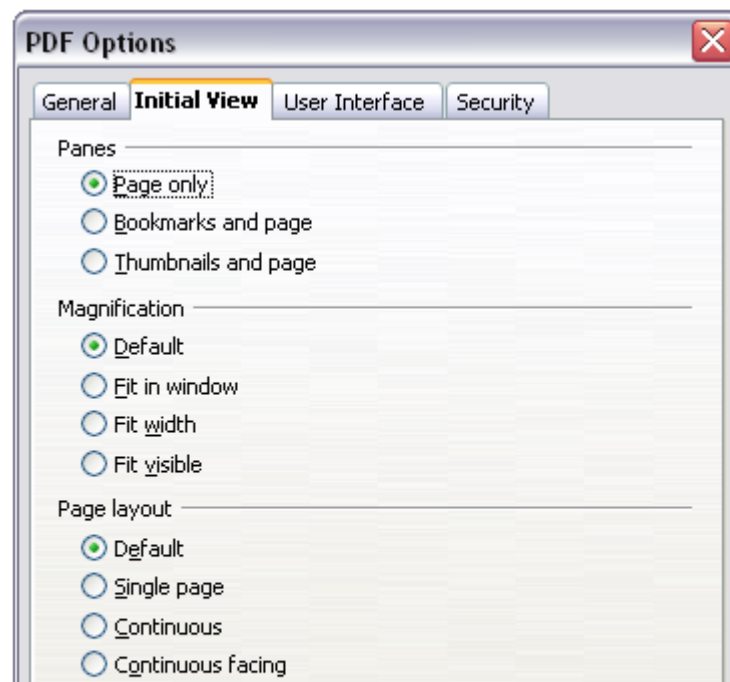 PDF Options
General Initial View User Interface Security
Panes
Page only
Bookmarks and page
Thumbnails and page
Magnification
Default
Fit in window
Fit width
Fit visible
Page layout
Default
Single page
Continuous
Continuous facing